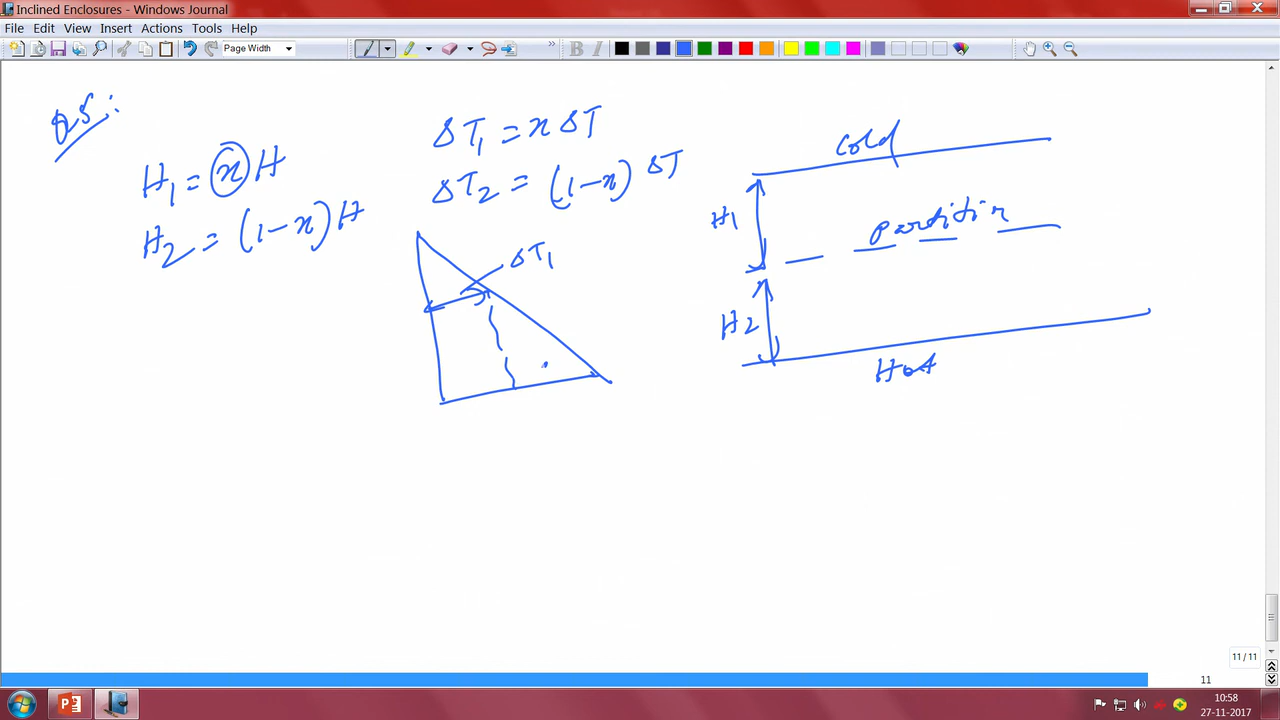 Inclined Enclosures - Windows Journal
File Edit View Insert Actions Tools Help
Page Width
B I
Q5:
H₁ = x H
H₂ = (1-x) H
ΔT₁ = x ΔT
ΔT₂ = (1-x) ΔT
ΔT₁
cold
H1
Partition
H2
Hot
11 / 11
11
10:58
27-11-2017